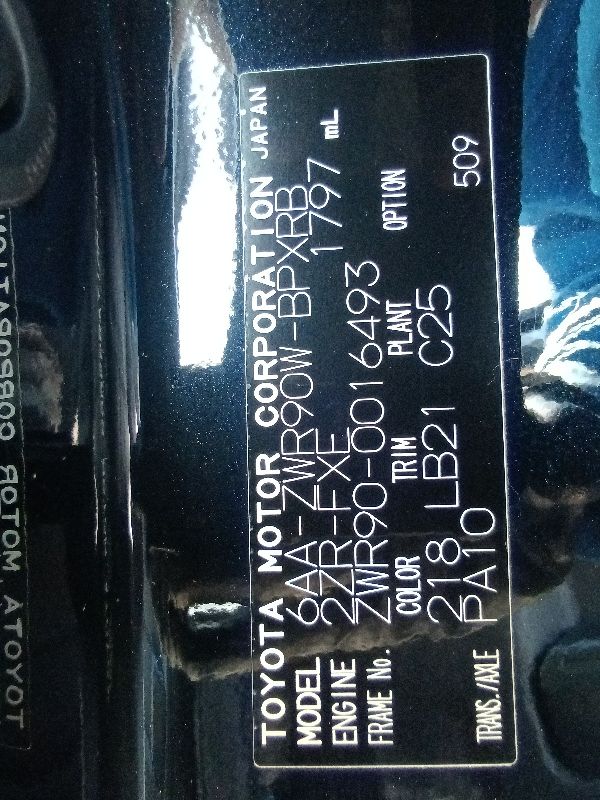 TOYOTA MOTOR CORPORATION JAPAN
MODEL 6AA-ZWR90W-BPXRB
ENGINE 2ZR-FXE 1797 mL
FRAME No. ZWR90-0016493
COLOR TRIM PLANT OPTION
218 LB21 C25
TRANS./AXLE PA10 509